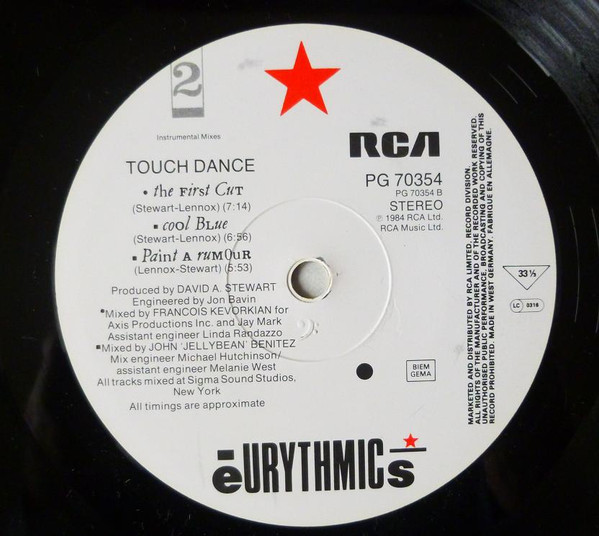 2
Instrumental Mixes
TOUCH DANCE
• the First Cut
(Stewart-Lennox) (7:14)
▪ cool Blue
(Stewart-Lennox) (6:56)
▪ Paint A rumOuR
(Lennox-Stewart) (5:53)
Produced by DAVID A. STEWART
Engineered by Jon Bavin
•Mixed by FRANCOIS KEVORKIAN for
Axis Productions Inc. and Jay Mark
Assistant engineer Linda Randazzo
▪Mixed by JOHN 'JELLYBEAN' BENITEZ
Mix engineer Michael Hutchinson/
assistant engineer Melanie West
All tracks mixed at Sigma Sound Studios,
New York
All timings are approximate
RCA
PG 70354
PG 70354 B
STEREO
℗ 1984 RCA Ltd.
RCA Music Ltd.
33⅓
LC 0316
BIEM
GEMA
MARKETED AND DISTRIBUTED BY RCA LIMITED, RECORD DIVISION.
ALL RIGHTS OF THE MANUFACTURER AND OF THE RECORDED WORK RESERVED.
UNAUTHORISED PUBLIC PERFORMANCE, BROADCASTING AND COPYING OF THIS
RECORD PROHIBITED. MADE IN WEST GERMANY. FABRIQUE EN ALLEMAGNE.
eURYTHMICs